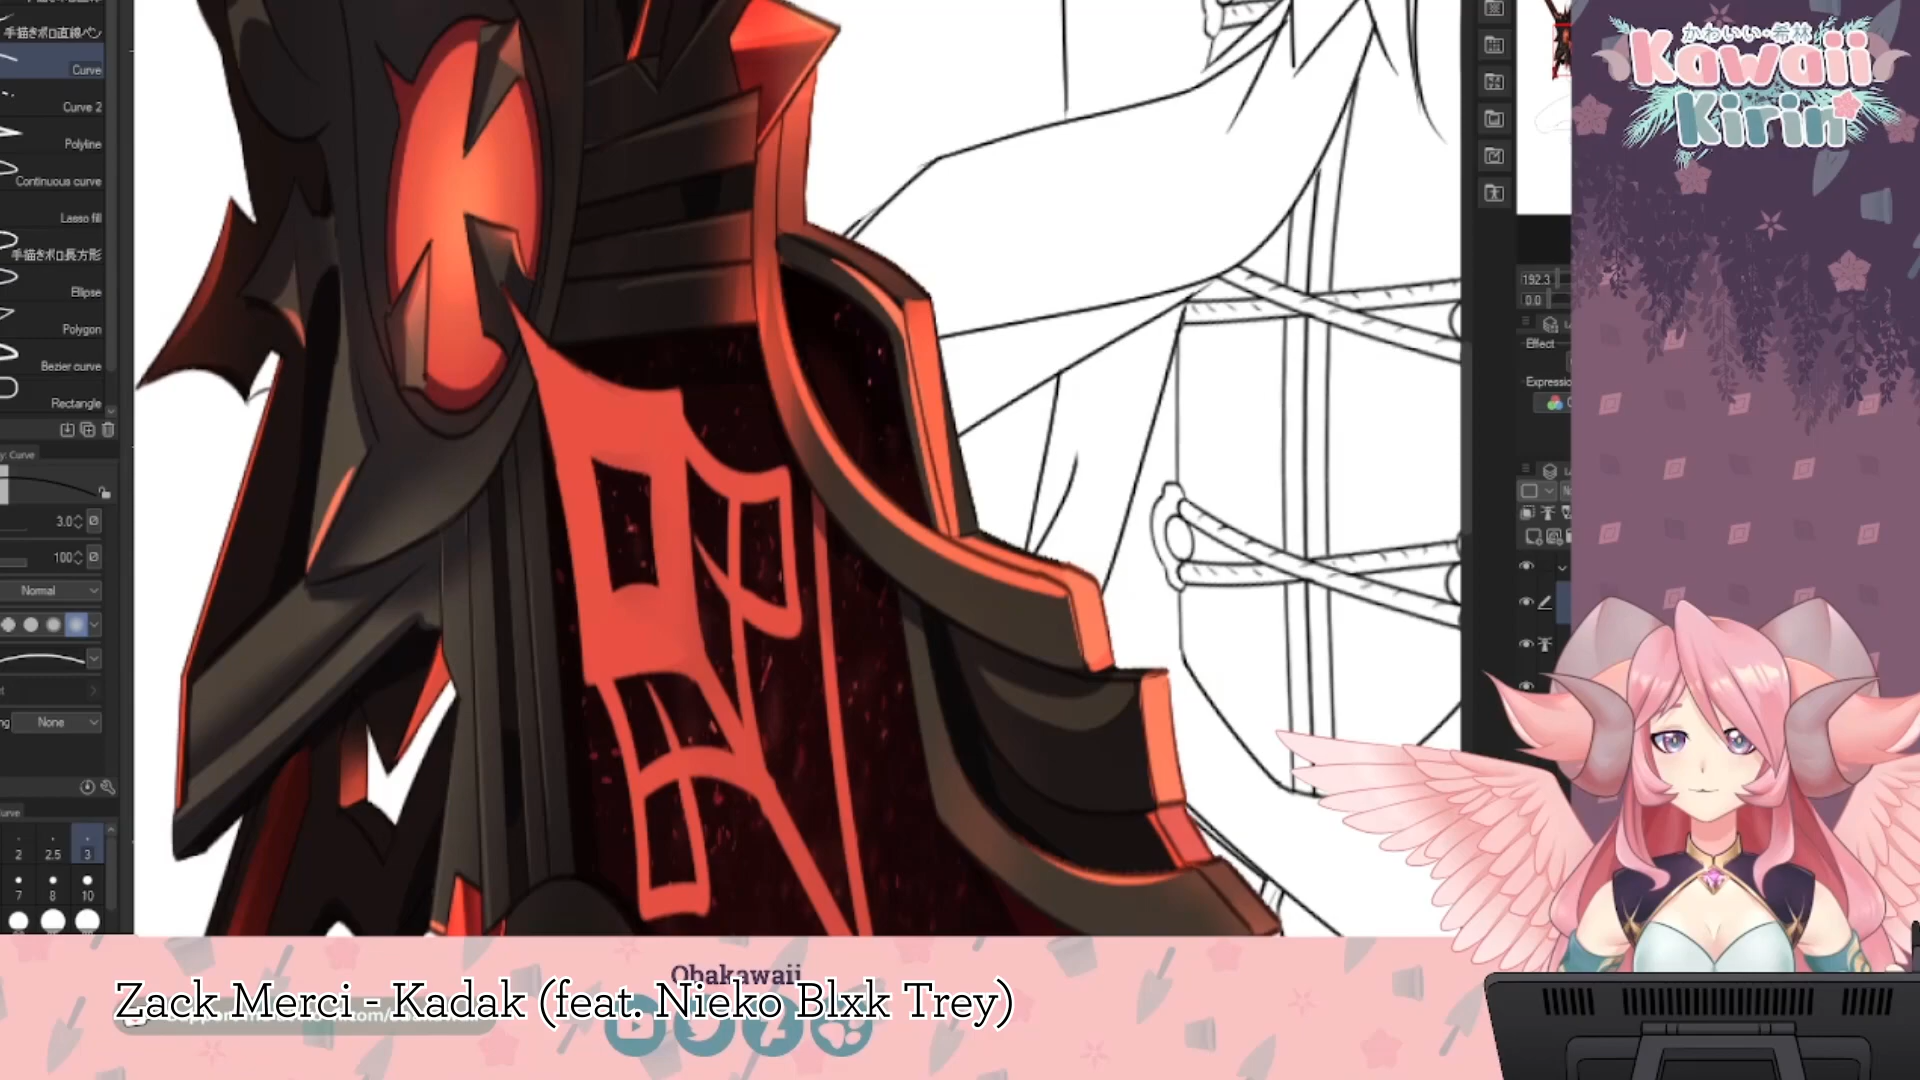 手描きボロ直線ペン
Curve
Curve 2
Polyline
Continuous curve
Lasso fill
手描きボロ長方形
Ellipse
Polygon
Bezier curve
Rectangle
y: Curve
3.0
100
Normal
None
2 2.5 3
7 8 10
192.3
0.0
Effect
Expressio
かわいい・希林
Kawaii
Kirin
Obakawaii
Zack Merci - Kadak (feat. Nieko Blxk Trey)